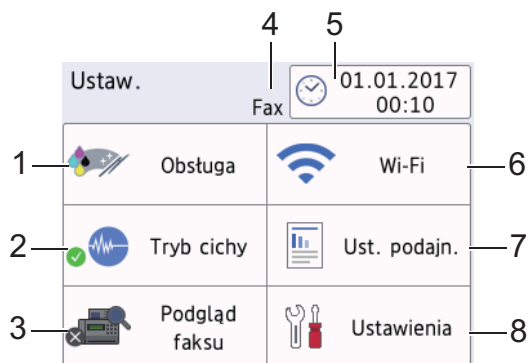 4 5
Ustaw.
Fax
01.01.2017
00:10
1 Obsługa Wi-Fi 6
2 Tryb cichy Ust. podajn. 7
3 Podgląd
faksu
Ustawienia 8